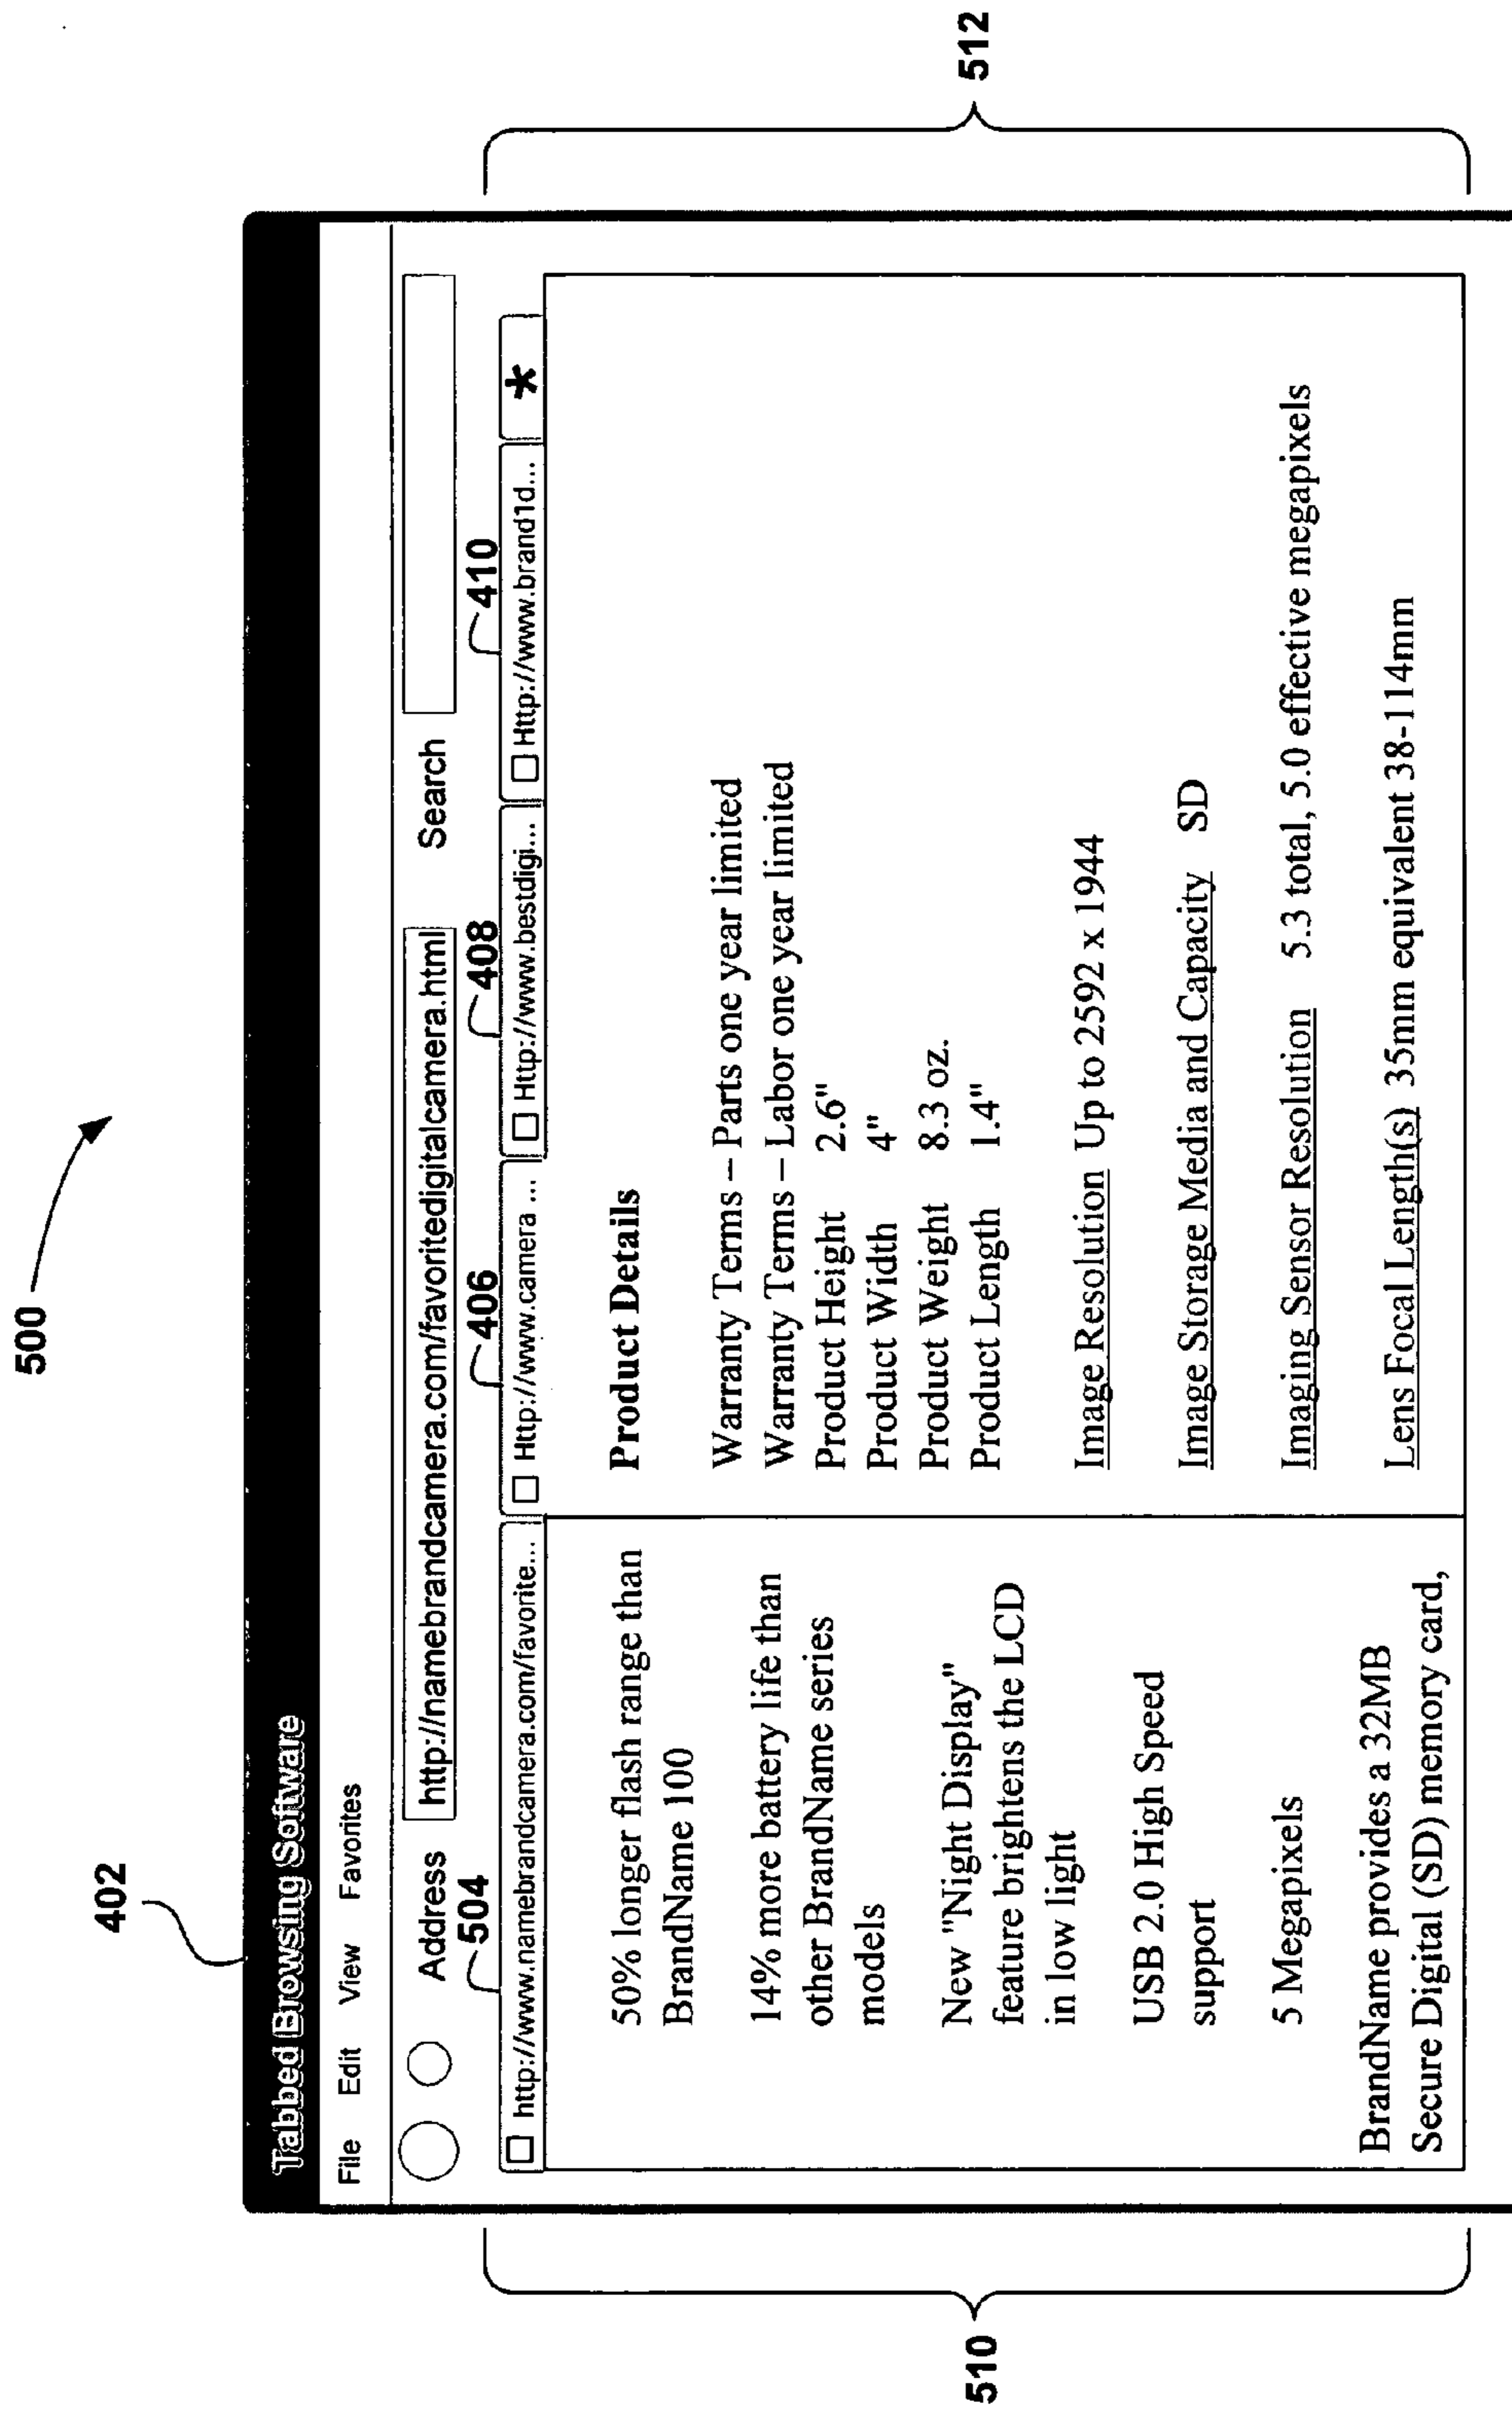 500
402
Tabbed Browsing Software
File Edit View Favorites
Address http://namebrandcamera.com/favoritedigitalcamera.html Search
504 406 408 410
http://www.namebrandcamera.com/favorite... Http://www.camera ... Http://www.bestdigi... Http://www.brand1d... *
510
50% longer flash range than
BrandName 100
14% more battery life than
other BrandName series
models
New "Night Display"
feature brightens the LCD
in low light
USB 2.0 High Speed
support
5 Megapixels
BrandName provides a 32MB
Secure Digital (SD) memory card,
Product Details
Warranty Terms – Parts one year limited
Warranty Terms – Labor one year limited
Product Height 2.6"
Product Width 4"
Product Weight 8.3 oz.
Product Length 1.4"
Image Resolution Up to 2592 x 1944
Image Storage Media and Capacity SD
Imaging Sensor Resolution 5.3 total, 5.0 effective megapixels
Lens Focal Length(s) 35mm equivalent 38-114mm
512